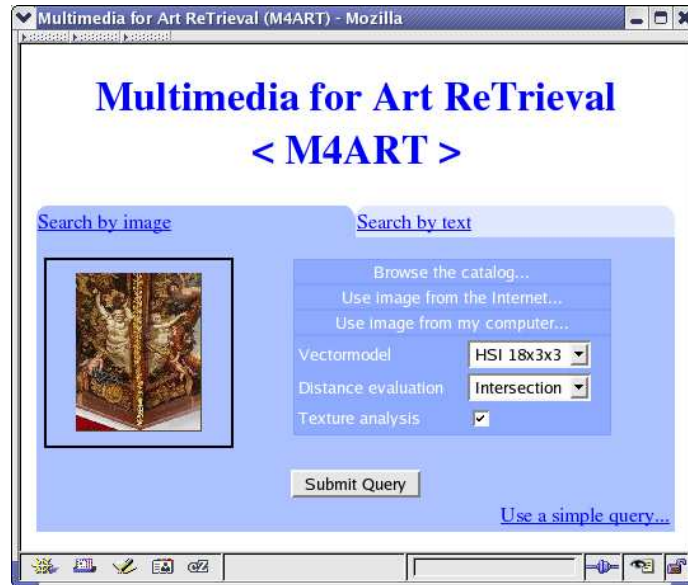 Multimedia for Art ReTrieval (M4ART) - Mozilla
Multimedia for Art ReTrieval
< M4ART >
Search by image
Search by text
Browse the catalog...
Use image from the Internet...
Use image from my computer...
Vectormodel HSI 18x3x3
Distance evaluation Intersection
Texture analysis
Submit Query
Use a simple query...